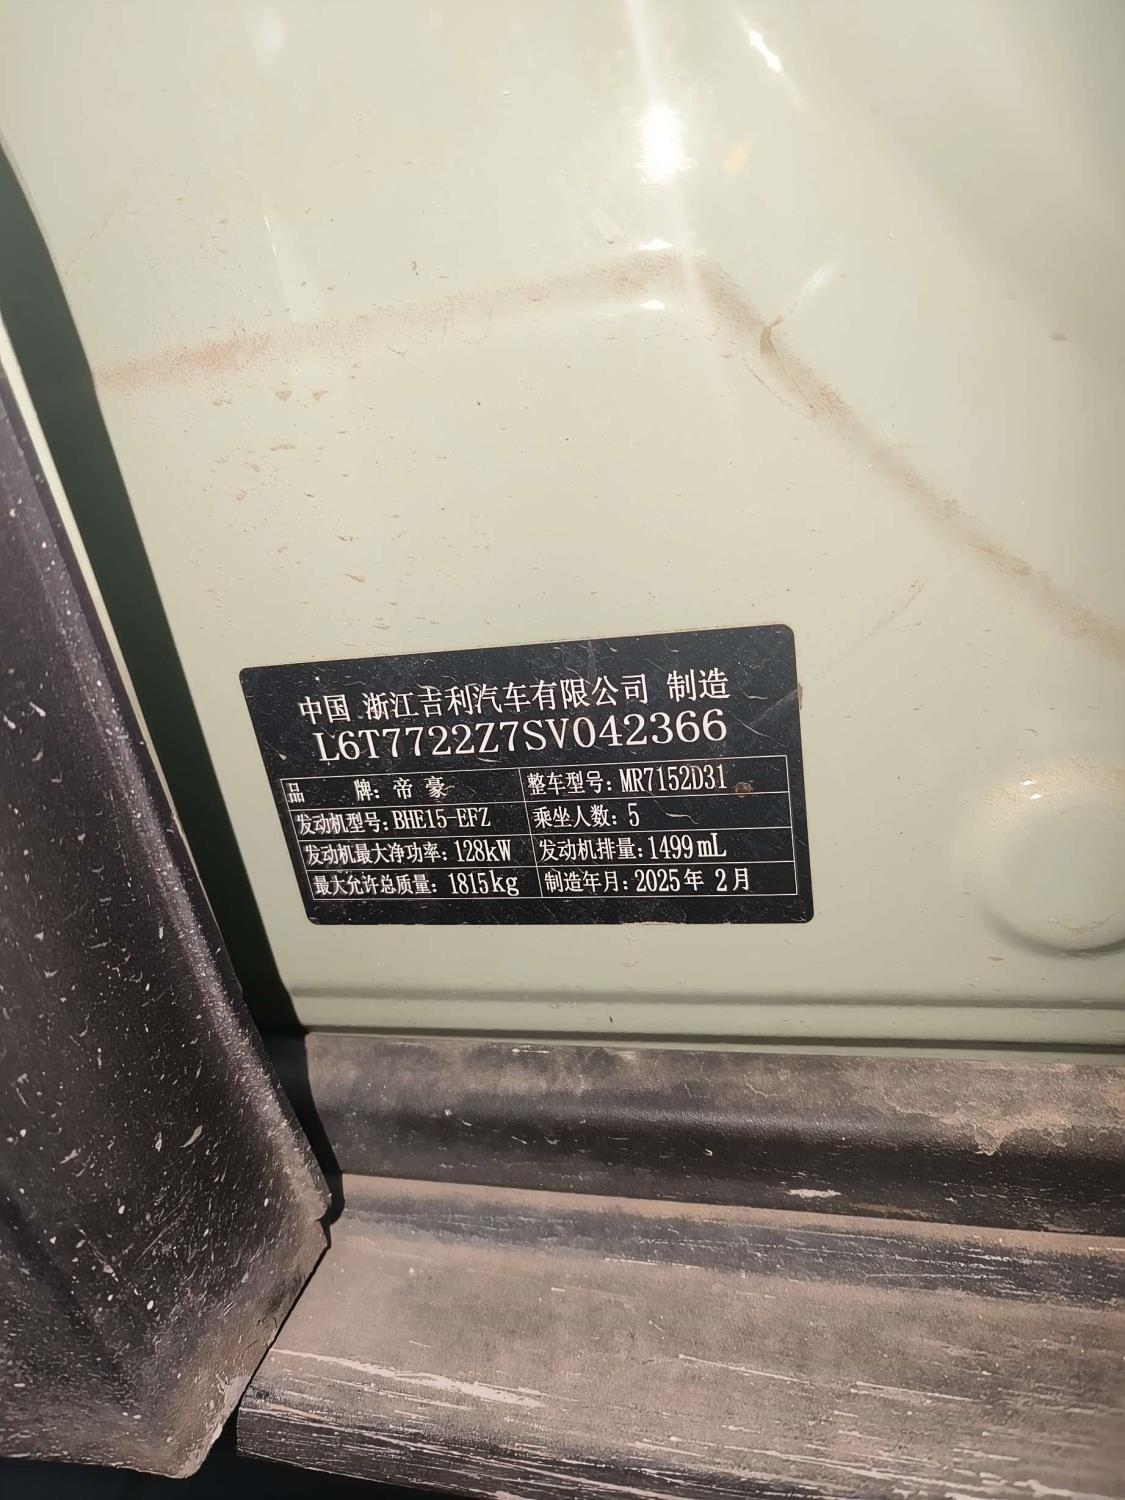 中国 浙江吉利汽车有限公司 制造
L6T7722Z7SV042366
品 牌: 帝豪 整车型号: MR7152D31
发动机型号: BHE15-EFZ 乘坐人数: 5
发动机最大净功率: 128kW 发动机排量: 1499mL
最大允许总质量: 1815kg 制造年月: 2025年 2月